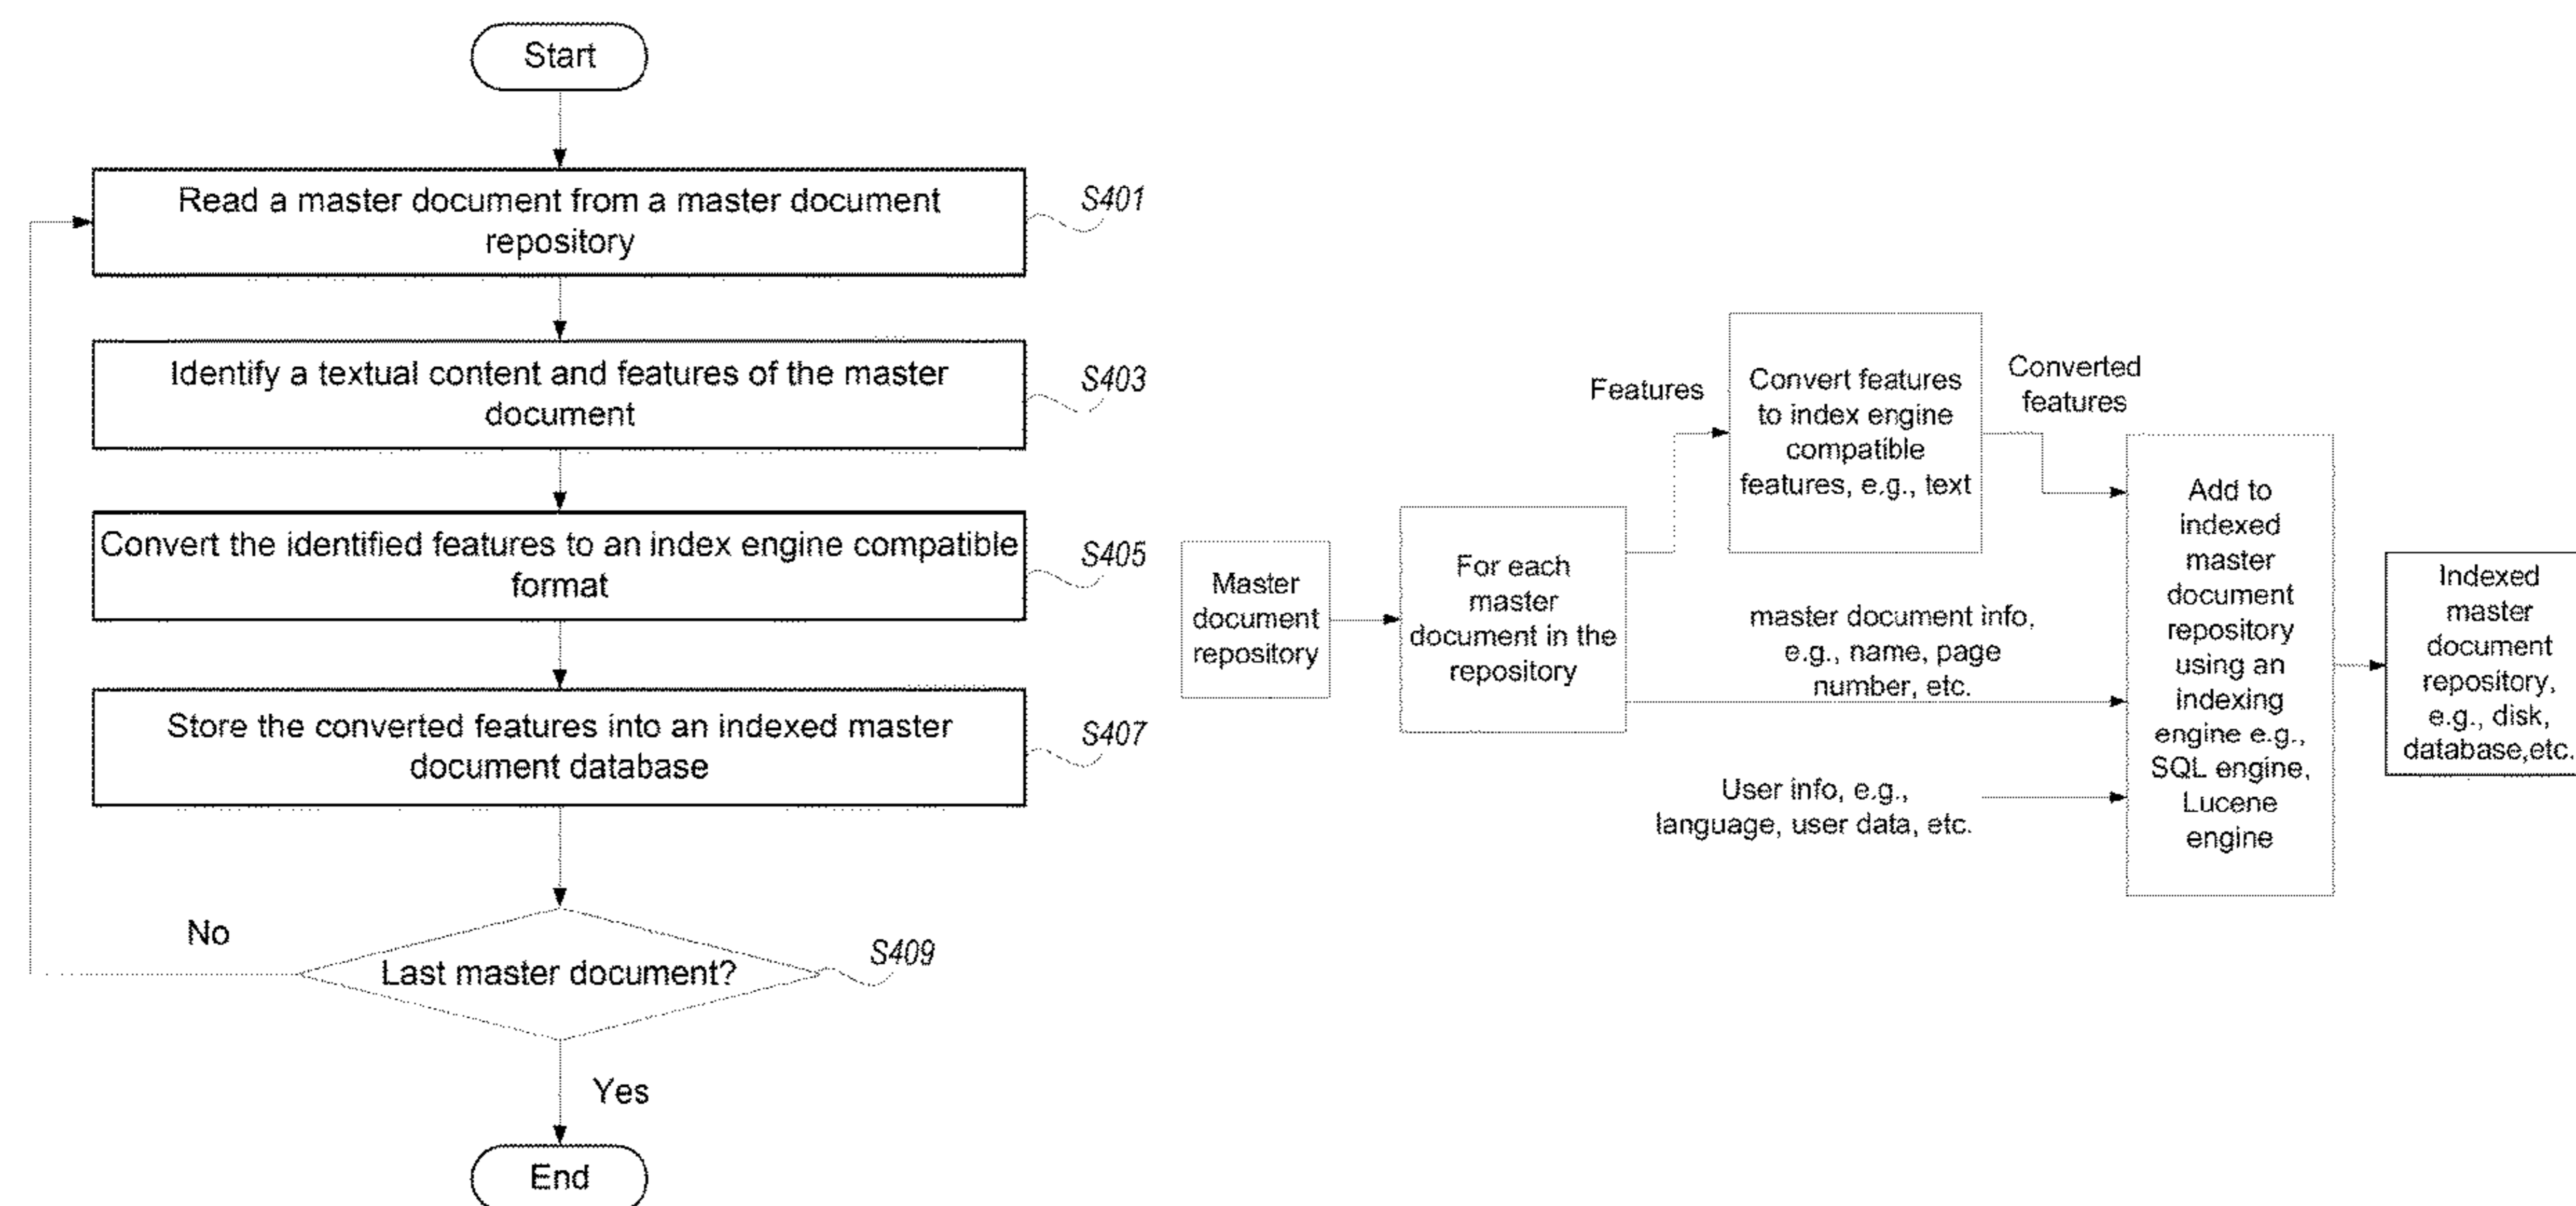 Start
Read a master document from a master document
repository
S401
Identify a textual content and features of the master
document
S403
Convert the identified features to an index engine compatible
format
S405
Store the converted features into an indexed master
document database
S407
No
Last master document?
S409
Yes
End
Master
document
repository
For each
master
document in the
repository
Features
Convert features
to index engine
compatible
features, e.g., text
Converted
features
master document info,
e.g., name, page
number, etc.
User info, e.g.,
language, user data, etc.
Add to
indexed
master
document
repository
using an
indexing
engine e.g.,
SQL engine,
Lucene
engine
Indexed
master
document
repository,
e.g., disk,
database,etc.